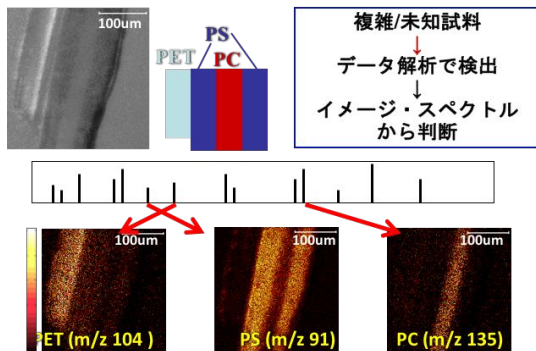 100um
PS
PET
PC
複雑/未知試料
↓
データ解析で検出
↓
イメージ・スペクトル
から判断
100um
100um
100um
PET (m/z 104 )
PS (m/z 91)
PC (m/z 135)